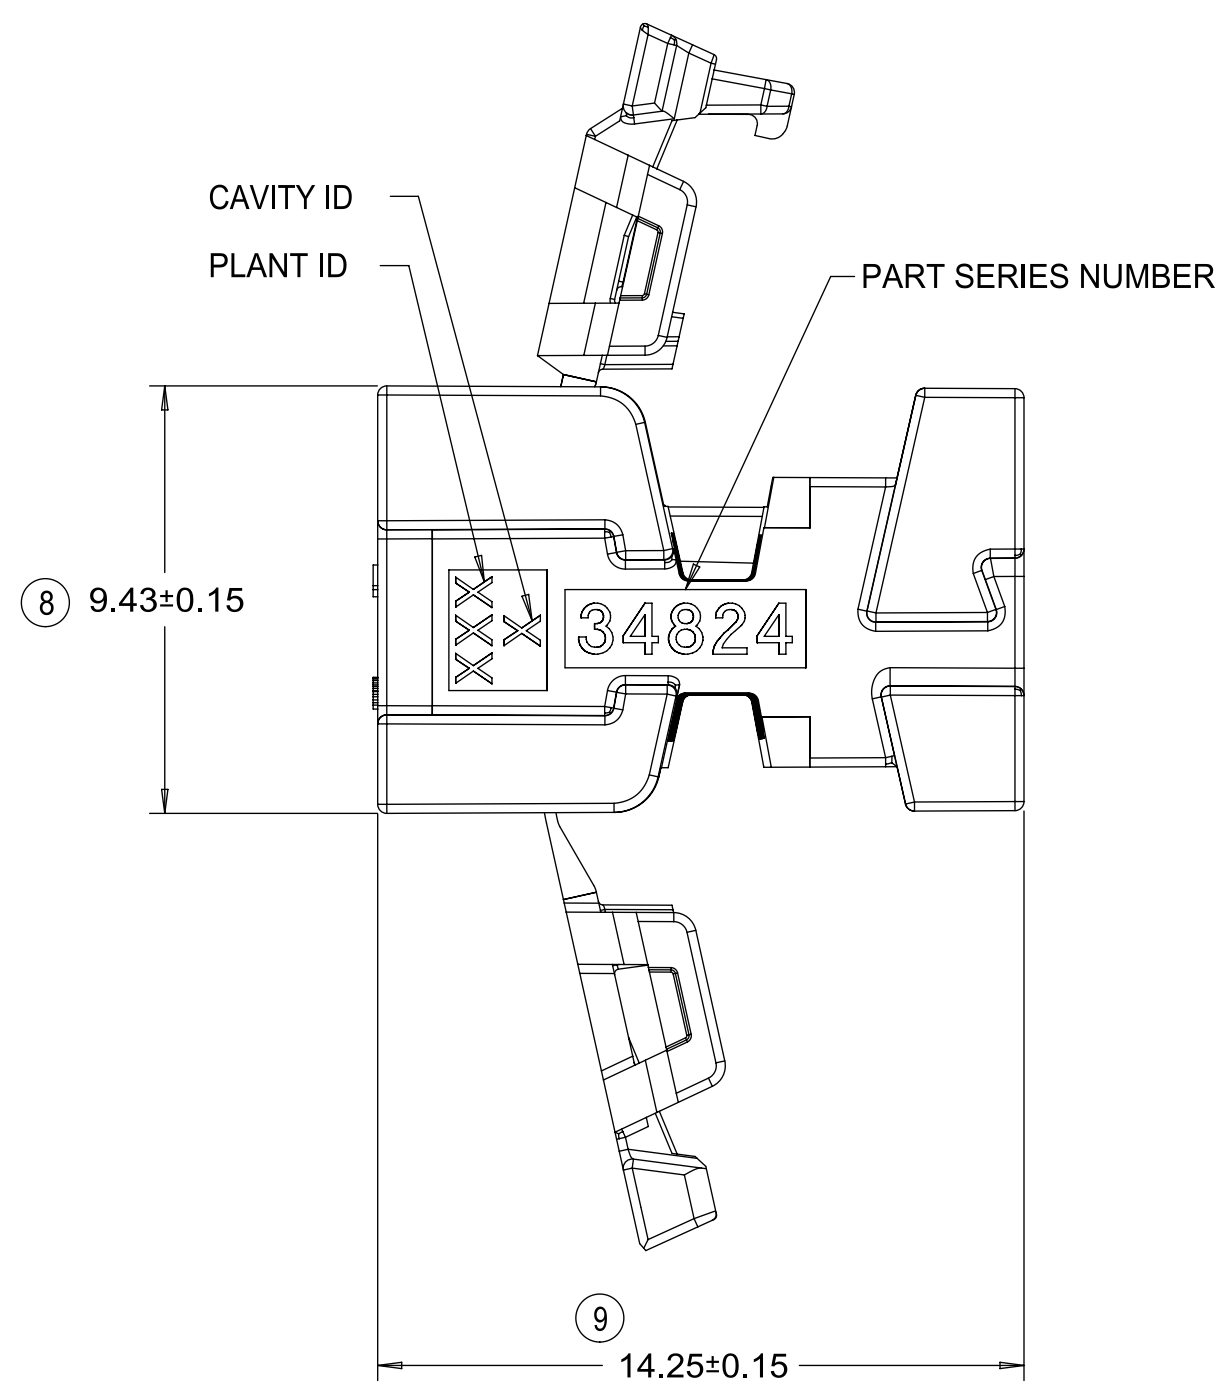 CAVITY ID
PLANT ID
PART SERIES NUMBER
8 9.43±0.15
XXX
X
34824
9
14.25±0.15